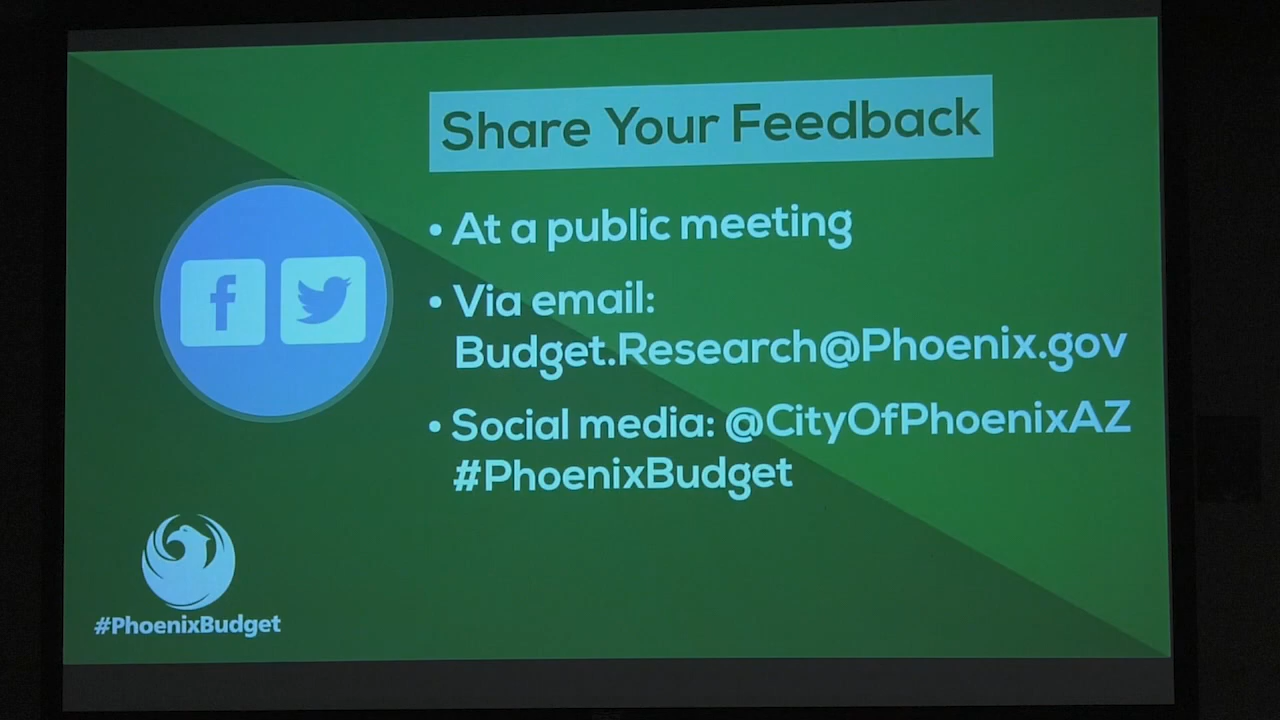 Share Your Feedback
• At a public meeting
• Via email:
Budget.Research@Phoenix.gov
• Social media: @CityOfPhoenixAZ
#PhoenixBudget
#PhoenixBudget